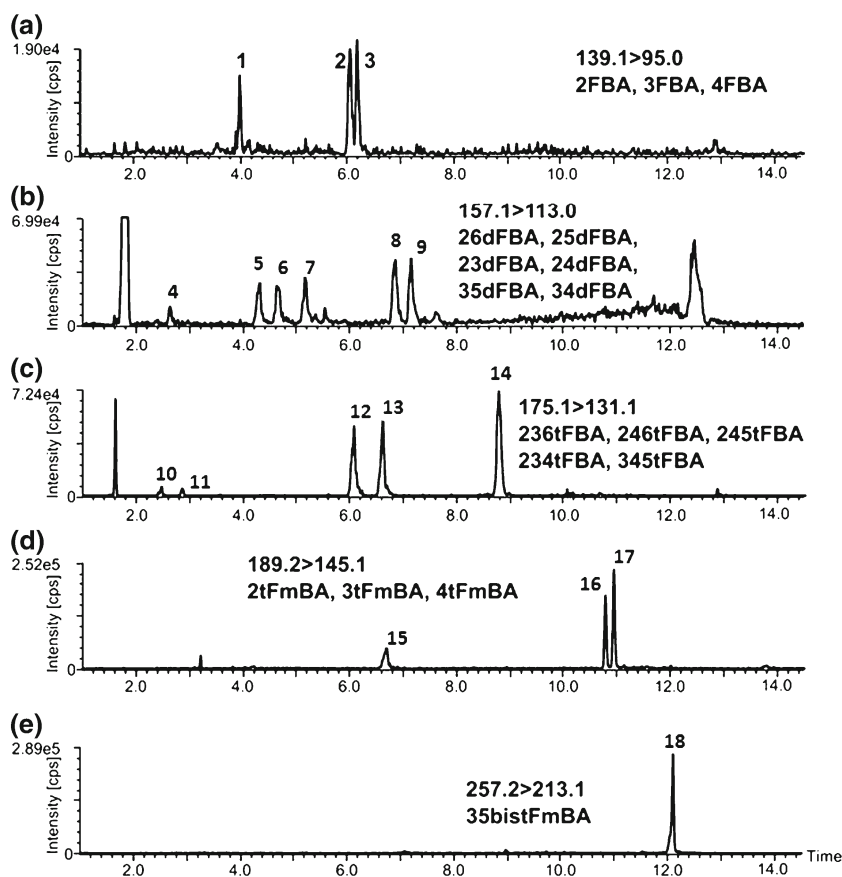 (a)
1.90e4
Intensity [cps]
0
1
2
3
139.1>95.0
2FBA, 3FBA, 4FBA
2.0 4.0 6.0 8.0 10.0 12.0 14.0
(b)
6.99e4
Intensity [cps]
0
4
5
6
7
8
9
157.1>113.0
26dFBA, 25dFBA,
23dFBA, 24dFBA,
35dFBA, 34dFBA
2.0 4.0 6.0 8.0 10.0 12.0 14.0
(c)
7.24e4
Intensity [cps]
0
10
11
12
13
14
175.1>131.1
236tFBA, 246tFBA, 245tFBA
234tFBA, 345tFBA
2.0 4.0 6.0 8.0 10.0 12.0 14.0
(d)
2.52e5
Intensity [cps]
0
189.2>145.1
2tFmBA, 3tFmBA, 4tFmBA
15
16
17
2.0 4.0 6.0 8.0 10.0 12.0 14.0
(e)
2.89e5
Intensity [cps]
0
18
257.2>213.1
35bistFmBA
2.0 4.0 6.0 8.0 10.0 12.0 14.0
Time